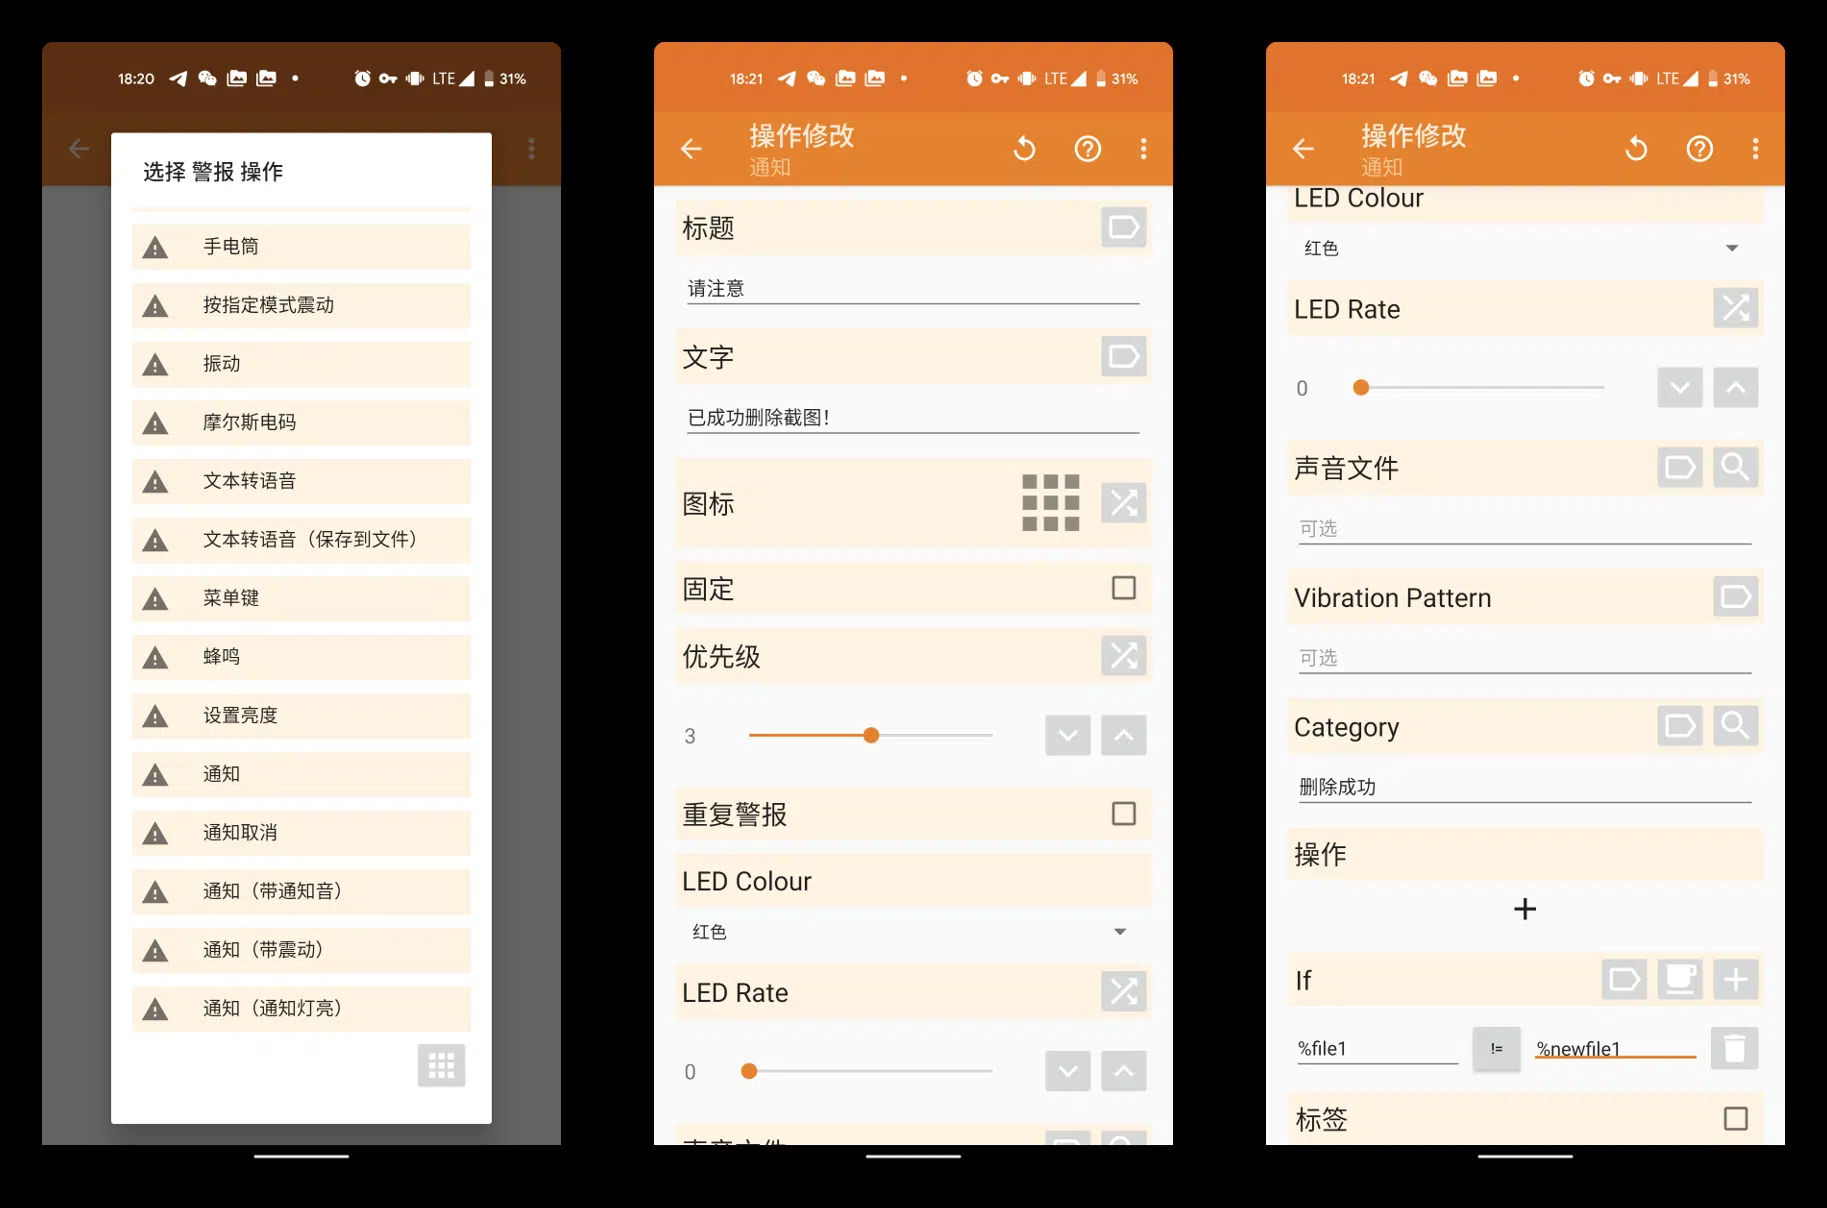 18:20
LTE
31%
选择 警报 操作
手电筒
按指定模式震动
振动
摩尔斯电码
文本转语音
文本转语音（保存到文件）
菜单键
蜂鸣
设置亮度
通知
通知取消
通知（带通知音）
通知（带震动）
通知（通知灯亮）
18:21
LTE
31%
操作修改
通知
标题
请注意
文字
已成功删除截图！
图标
固定
优先级
3
重复警报
LED Colour
红色
LED Rate
0
声音文件
18:21
LTE
31%
操作修改
通知
LED Colour
红色
LED Rate
0
声音文件
可选
Vibration Pattern
可选
Category
删除成功
操作
If
%file1
!=
%newfile1
标签